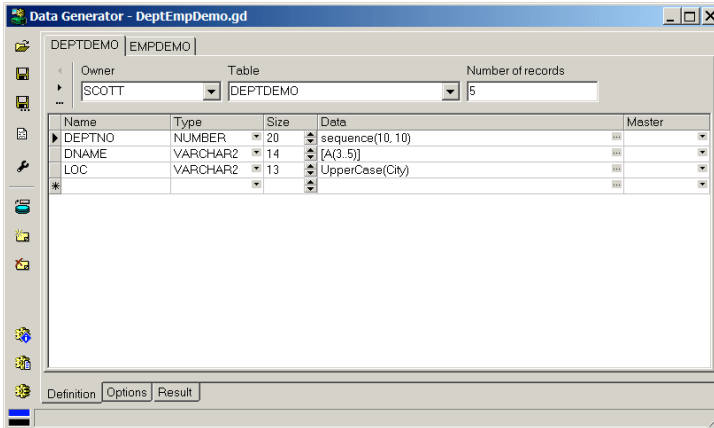 Data Generator - DeptEmpDemo.gd
DEPTDEMO EMPDEMO
Owner Table Number of records
SCOTT DEPTDEMO 5
Name Type Size Data Master
DEPTNO NUMBER 20 sequence(10, 10)
DNAME VARCHAR2 14 [A(3..5)]
LOC VARCHAR2 13 UpperCase(City)
Definition Options Result